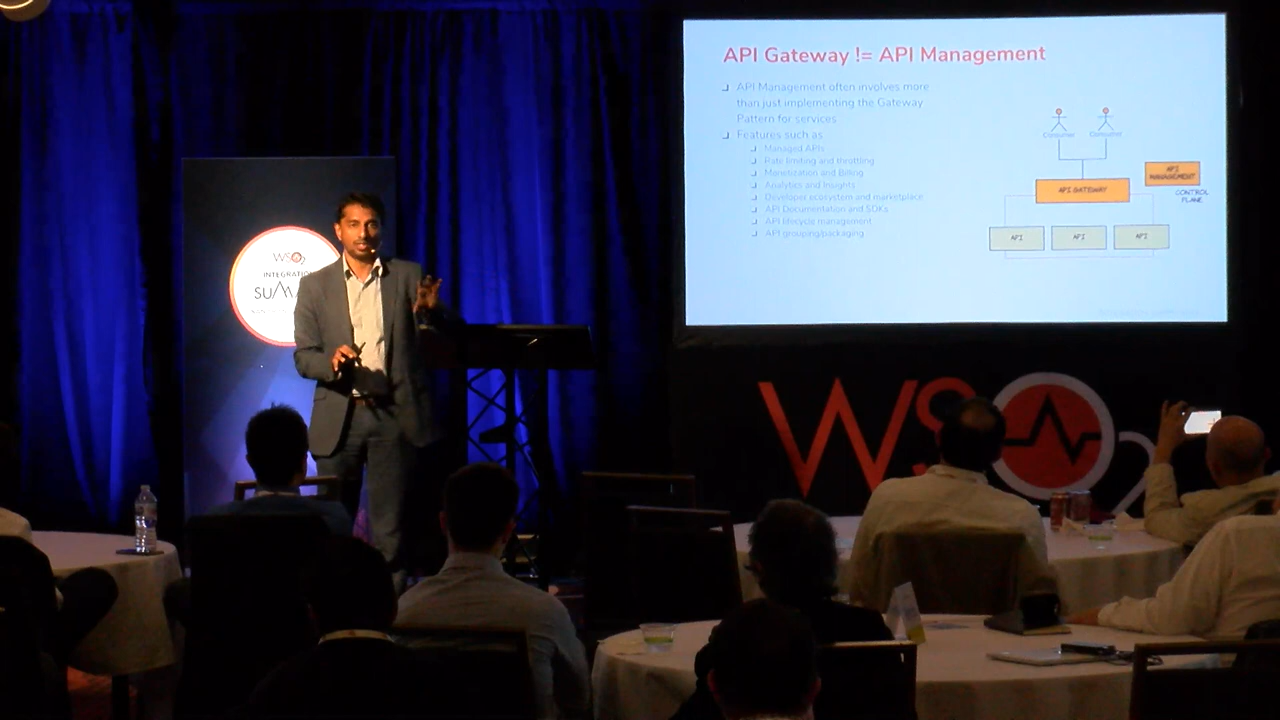 API Gateway != API Management
API Management often involves more
than just implementing the Gateway
Pattern for services
Features such as
Managed APIs
Rate limiting and throttling
Monetization and Billing
Analytics and Insights
Developer ecosystem and marketplace
API Documentation and SDKs
API lifecycle management
API grouping/packaging
Consumer Consumer
API GATEWAY
API
MANAGEMENT
CONTROL
PLANE
API API API
WSO2
INTEGRATION
SUM
WSO2